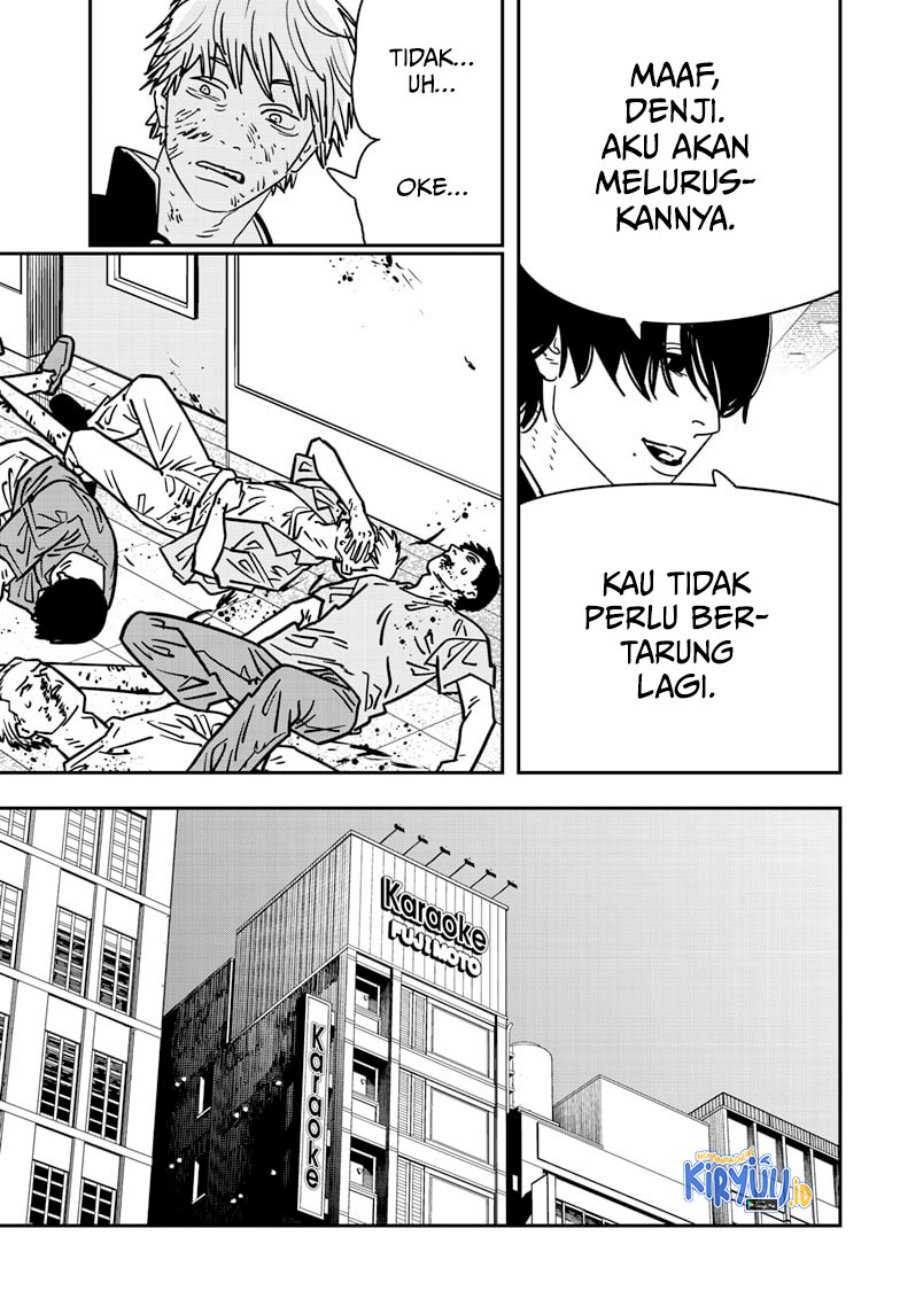 MAAF,
DENJI.
AKU AKAN
MELURUS-
KANNYA.
KAU TIDAK
PERLU BER-
TARUNG
LAGI.
TIDAK...
UH...
OKE...
Karaoke
FUJIMOTO
Karaoke
KIRYUU.ID